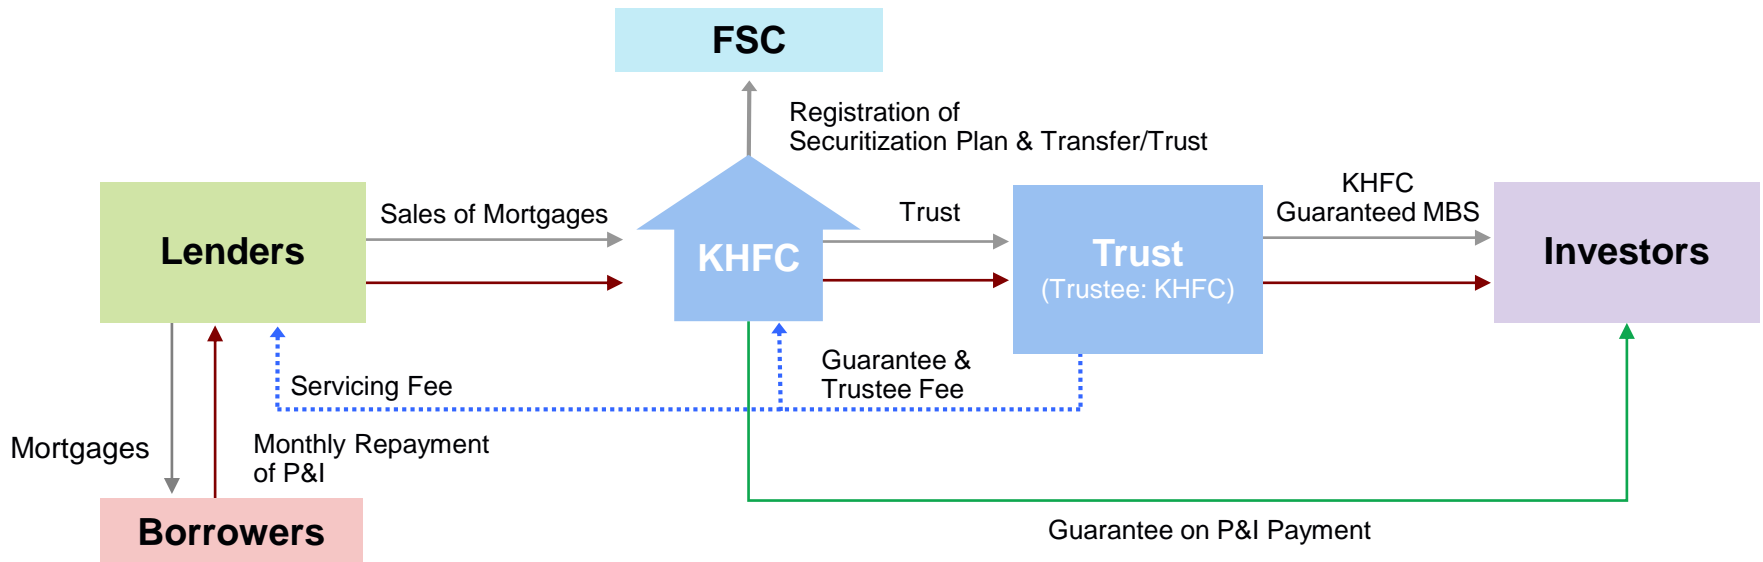 FSC
Registration of
Securitization Plan & Transfer/Trust
Lenders
Sales of Mortgages
KHFC
Trust
Trust
(Trustee: KHFC)
KHFC
Guaranteed MBS
Investors
Servicing Fee
Guarantee &
Trustee Fee
Mortgages
Monthly Repayment
of P&I
Borrowers
Guarantee on P&I Payment